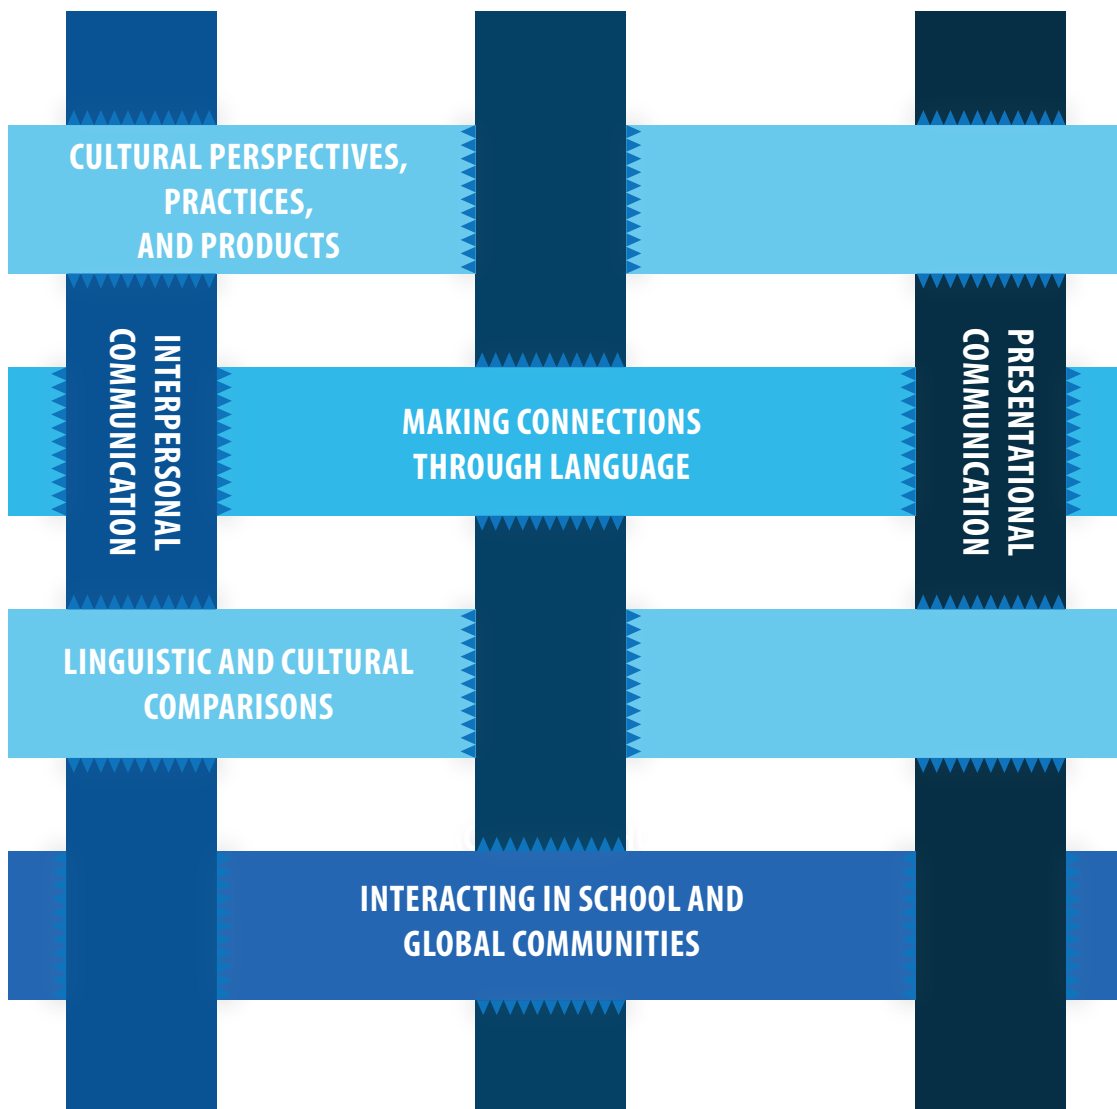 CULTURAL PERSPECTIVES,
PRACTICES,
AND PRODUCTS
INTERPERSONAL
COMMUNICATION
PRESENTATIONAL
COMMUNICATION
MAKING CONNECTIONS
THROUGH LANGUAGE
LINGUISTIC AND CULTURAL
COMPARISONS
INTERACTING IN SCHOOL AND
GLOBAL COMMUNITIES